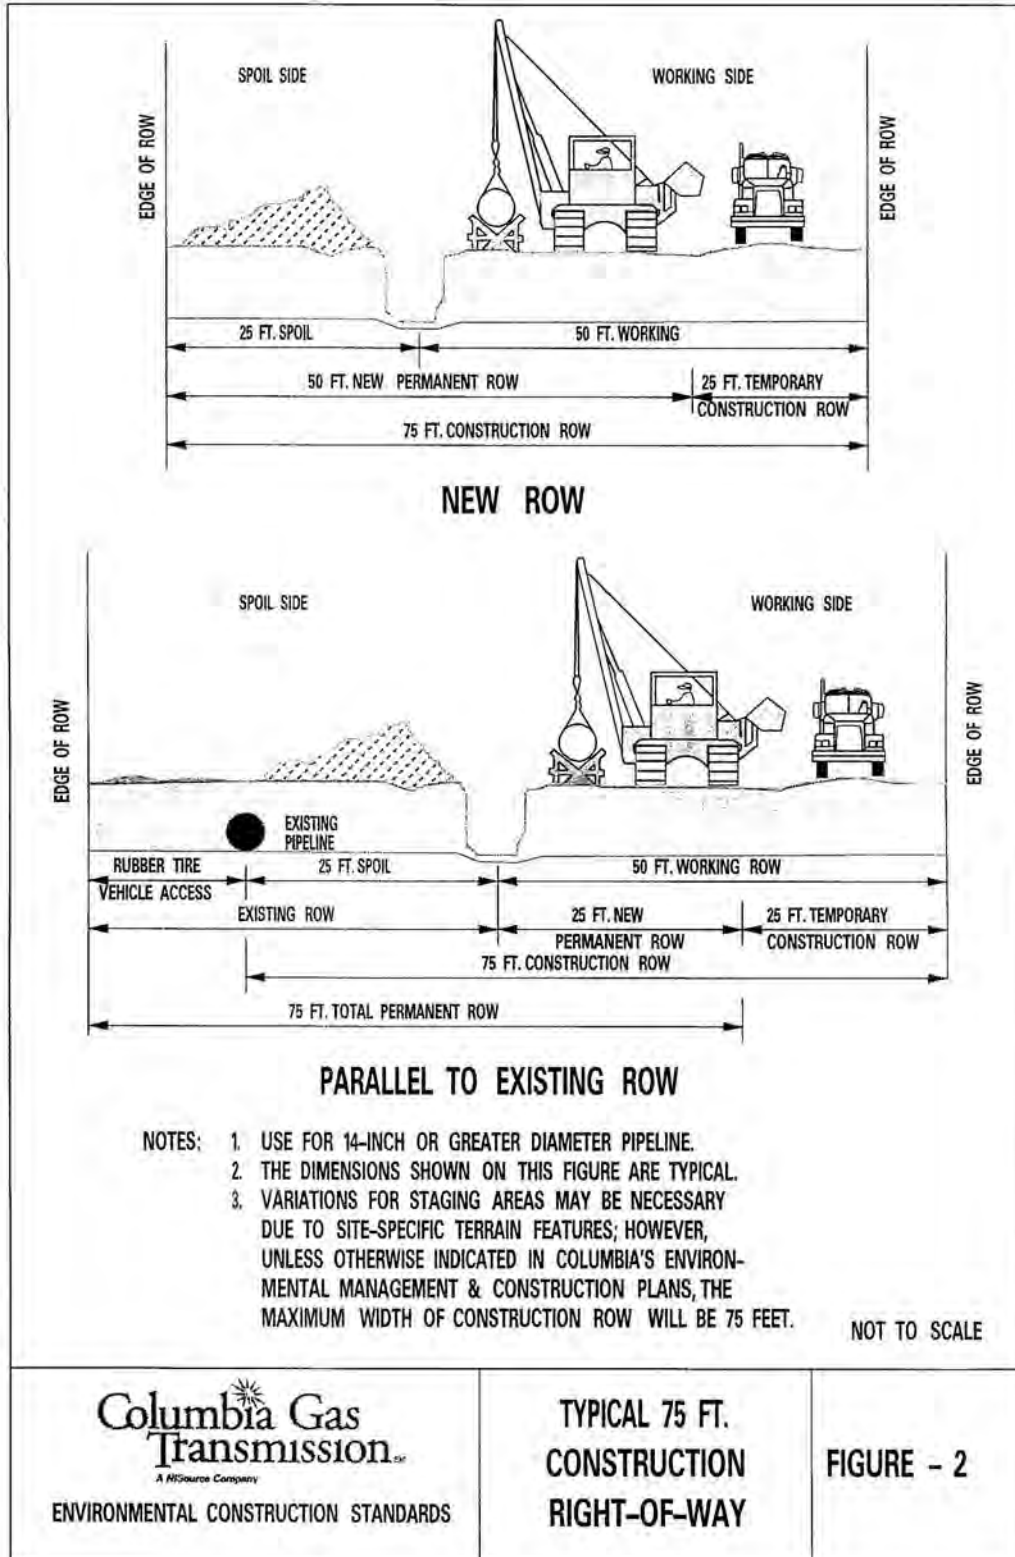 SPOIL SIDE
WORKING SIDE
EDGE OF ROW
EDGE OF ROW
25 FT. SPOIL
50 FT. WORKING
50 FT. NEW PERMANENT ROW
25 FT. TEMPORARY
CONSTRUCTION ROW
75 FT. CONSTRUCTION ROW
NEW ROW
SPOIL SIDE
WORKING SIDE
EDGE OF ROW
EDGE OF ROW
EXISTING
PIPELINE
RUBBER TIRE
VEHICLE ACCESS
25 FT. SPOIL
50 FT. WORKING ROW
EXISTING ROW
25 FT. NEW
PERMANENT ROW
25 FT. TEMPORARY
CONSTRUCTION ROW
75 FT. CONSTRUCTION ROW
75 FT. TOTAL PERMANENT ROW
PARALLEL TO EXISTING ROW
NOTES: 1. USE FOR 14-INCH OR GREATER DIAMETER PIPELINE.
2. THE DIMENSIONS SHOWN ON THIS FIGURE ARE TYPICAL.
3. VARIATIONS FOR STAGING AREAS MAY BE NECESSARY
DUE TO SITE-SPECIFIC TERRAIN FEATURES; HOWEVER,
UNLESS OTHERWISE INDICATED IN COLUMBIA'S ENVIRON-
MENTAL MANAGEMENT & CONSTRUCTION PLANS, THE
MAXIMUM WIDTH OF CONSTRUCTION ROW WILL BE 75 FEET.
NOT TO SCALE
Columbia Gas
Transmission
A NiSource Company
ENVIRONMENTAL CONSTRUCTION STANDARDS
TYPICAL 75 FT.
CONSTRUCTION
RIGHT-OF-WAY
FIGURE - 2